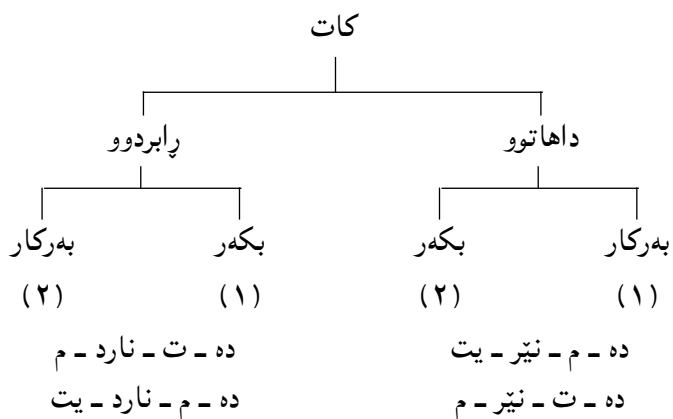 کات
داهاتوو ڕابردوو
بەرکار بکەر بکەر بەرکار
(١) (٢) (١) (٢)
دە ـ م ـ نێر ـ یت دە ـ ت ـ نارد ـ م
دە ـ ت ـ نێر ـ م دە ـ م ـ نارد ـ یت